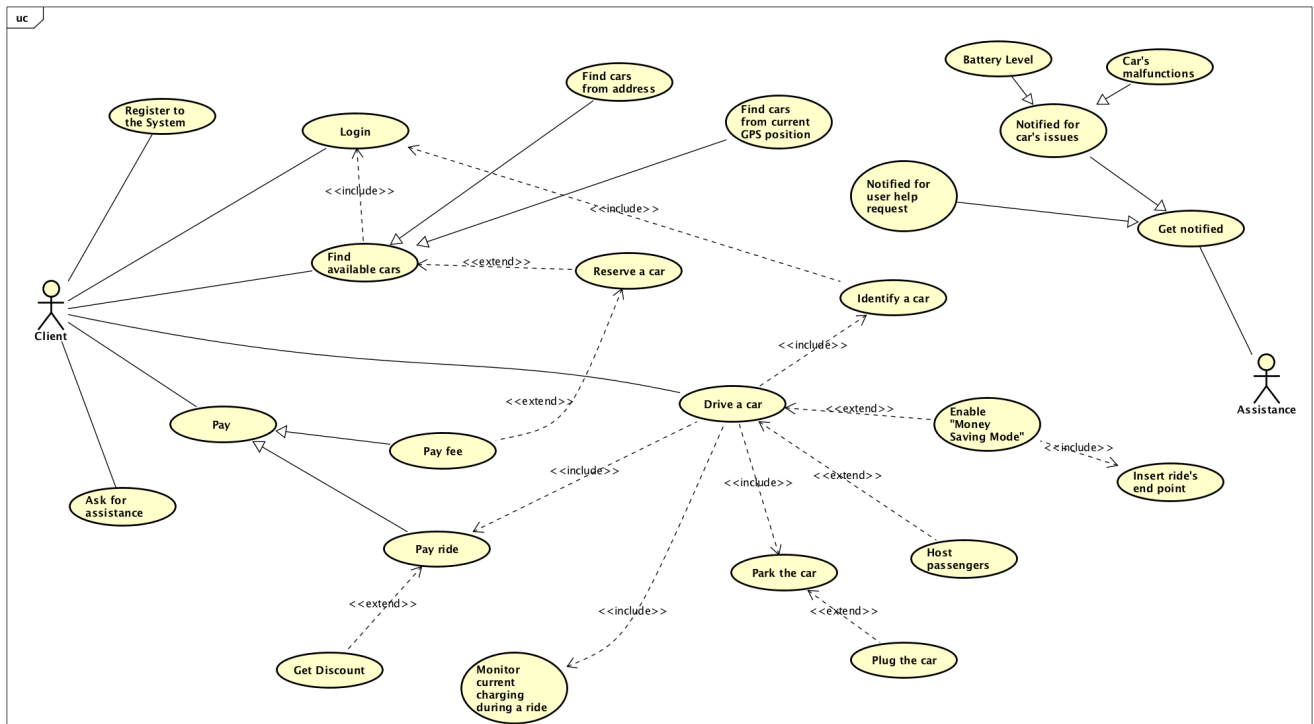 uc
Battery Level
Car's
malfunctions
Find cars
from address
Register to
the System
Login
Find cars
from current
GPS position
Notified for
car's issues
<<include>>
<<include>>
Notified for
user help
request
Get notified
Find
available cars
<<extend>>
Reserve a car
Identify a car
Client
<<include>>
<<extend>>
Drive a car
<<extend>>
Enable
"Money
Saving Mode"
Assistance
Pay
Pay fee
<<include>>
<<include>>
<<include>>
<<extend>>
Insert ride's
end point
Ask for
assistance
Pay ride
Park the car
Host
passengers
<<extend>>
<<include>>
<<extend>>
Get Discount
Monitor
current
charging
during a ride
Plug the car